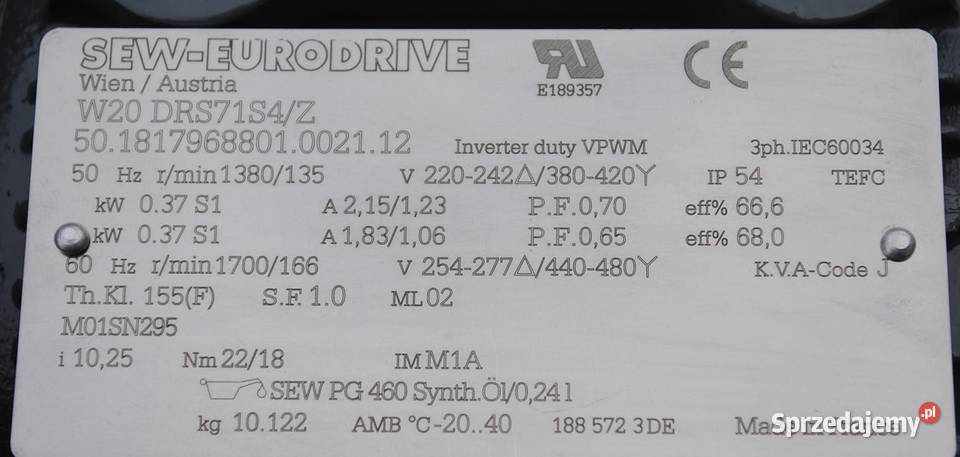 SEW-EURODRIVE
Wien / Austria
E189357
CE
W20 DRS71S4/Z
50.1817968801.0021.12 Inverter duty VPWM 3ph.IEC60034
50 Hz r/min 1380/135 V 220-242△/380-420Y IP 54 TEFC
kW 0.37 S1 A 2,15/1,23 P.F.0,70 eff% 66,6
kW 0.37 S1 A 1,83/1,06 P.F.0,65 eff% 68,0
60 Hz r/min 1700/166 V 254-277△/440-480Y K.V.A-Code J
Th.Kl. 155(F) S.F. 1.0 ML 02
M01SN295
i 10,25 Nm 22/18 IM M1A
SEW PG 460 Synth.Öl/0,24 l
kg 10.122 AMB °C -20..40 188 572 3 DE
Sprzedajemy.pl